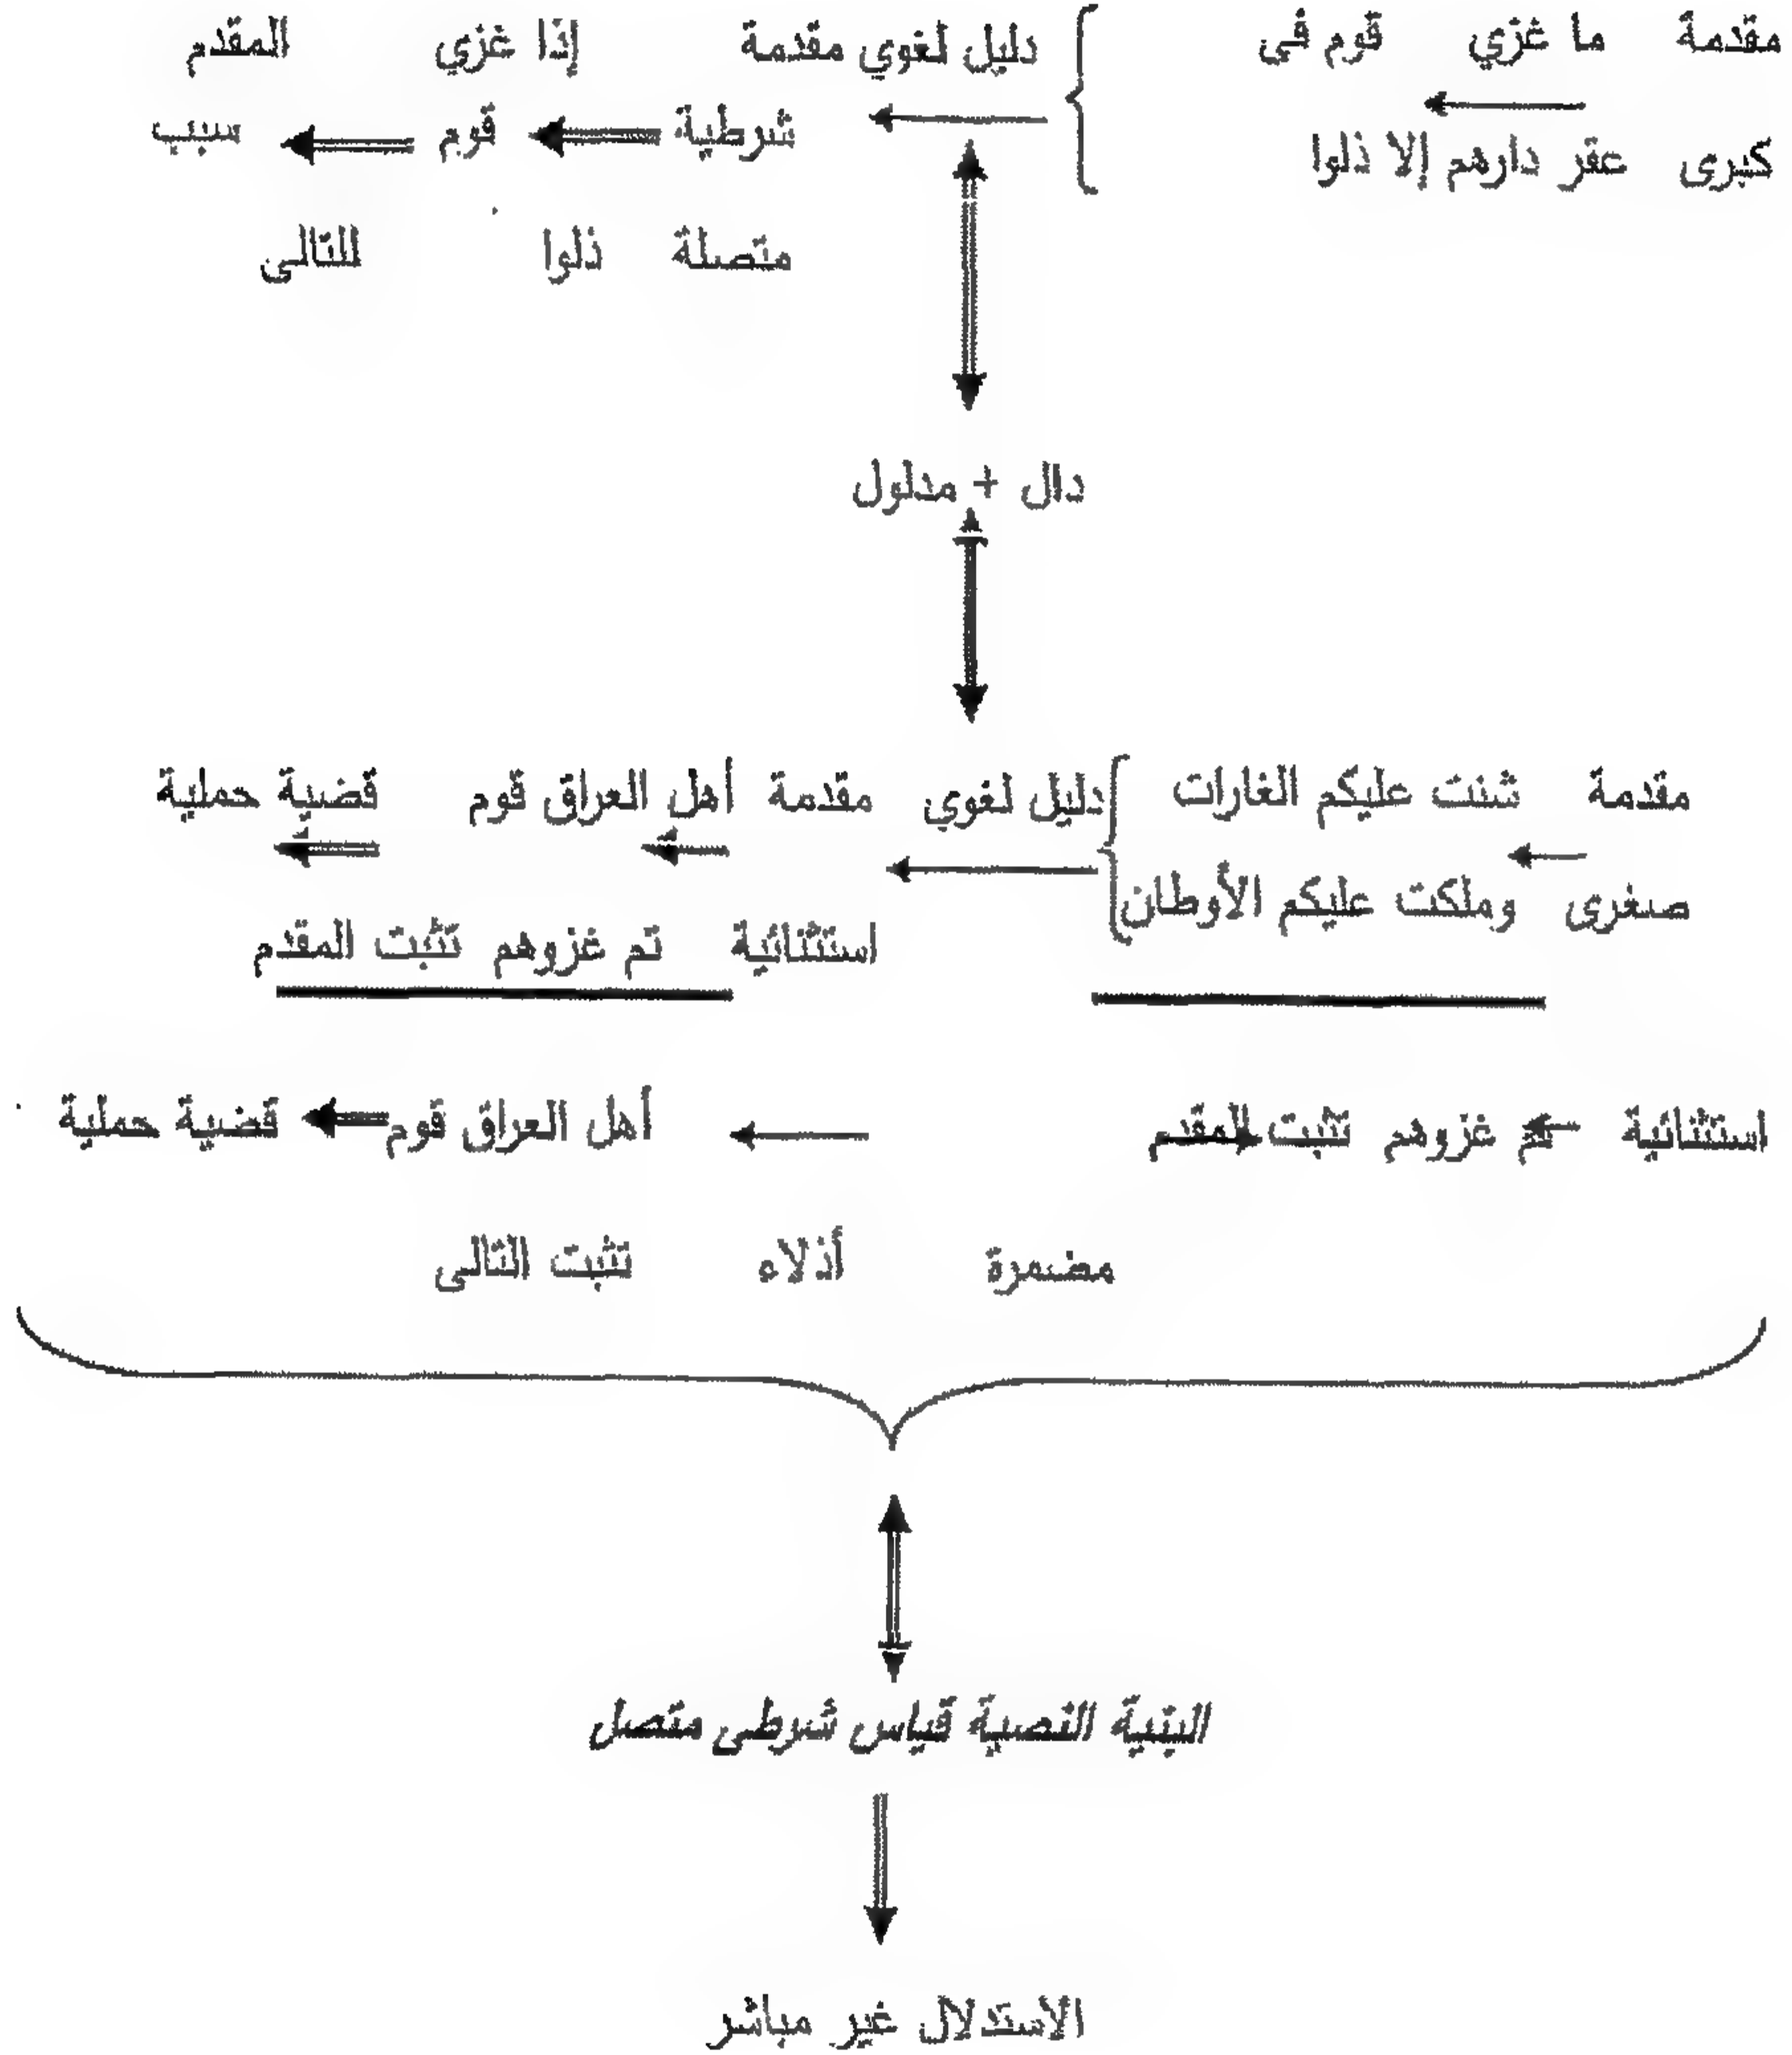 مقدمة ما غزي قوم في دليل لغوي مقدمة إذا غزي المقدم
كبرى عقر دارهم إلا ذلوا شرطية قوم سبب
متصلة ذلوا للتالى
دال + مدلول
مقدمة شنت عليكم الغارات دليل لغوي مقدمة أهل العراق قوم قضية حملية
صغرى وملكت عليكم الأوطان استثنائية تم غزوهم تثبت المقدم
استثنائية تم غزوهم تثبت المقدم أهل العراق قوم قضية حملية
مضمرة أذلاء تثبت التالى
البنية النصية قياس شرطى متصل
الاستدلال غير مباشر